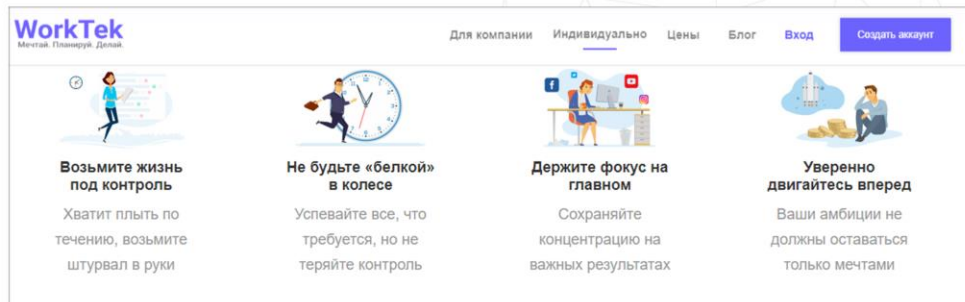 WorkTek
Мечтай. Планируй. Делай.
Для компании Индивидуально Цены Блог Вход Создать аккаунт
Возьмите жизнь
под контроль
Хватит плыть по
течению, возьмите
штурвал в руки
Не будьте «белкой»
в колесе
Успевайте все, что
требуется, но не
теряйте контроль
Держите фокус на
главном
Сохраняйте
концентрацию на
важных результатах
Уверенно
двигайтесь вперед
Ваши амбиции не
должны оставаться
только мечтами